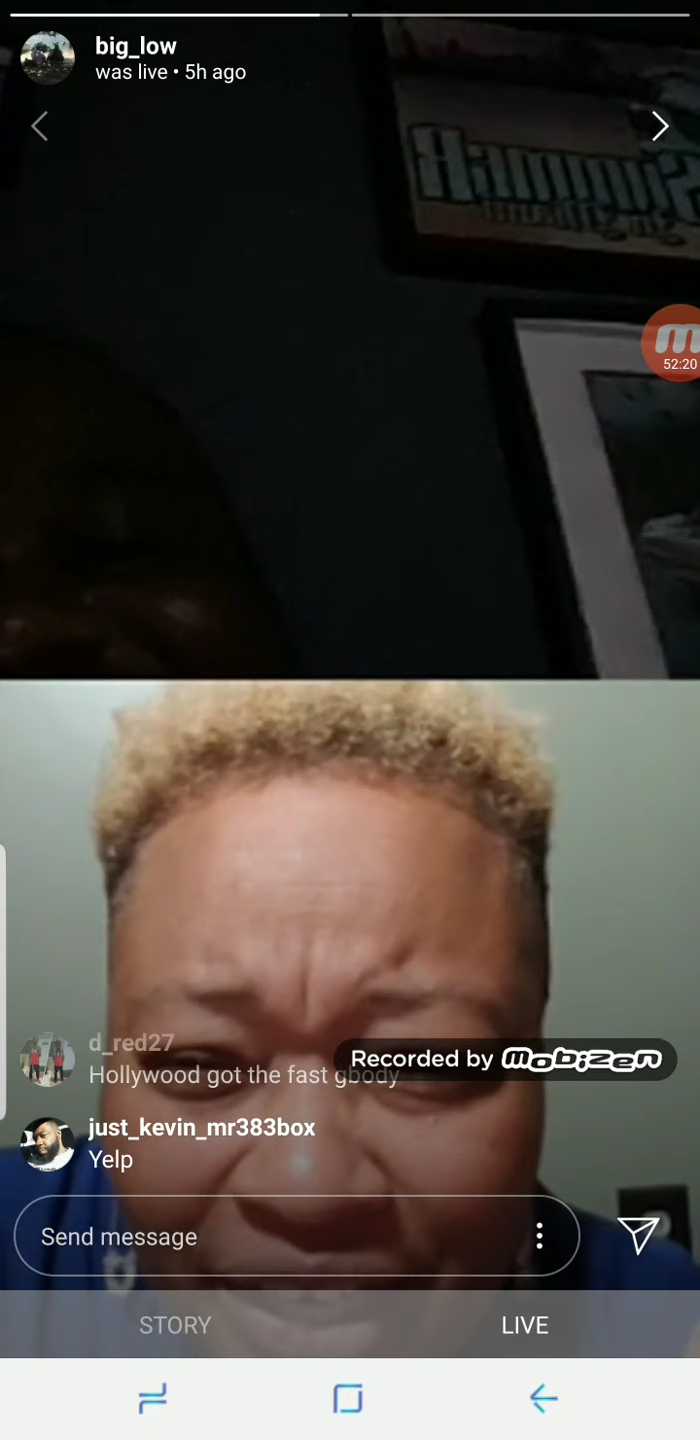 big_low
was live • 5h ago
52:20
d_red27
Hollywood got the fast gbody
Recorded by mobizen
just_kevin_mr383box
Yelp
Send message
STORY
LIVE